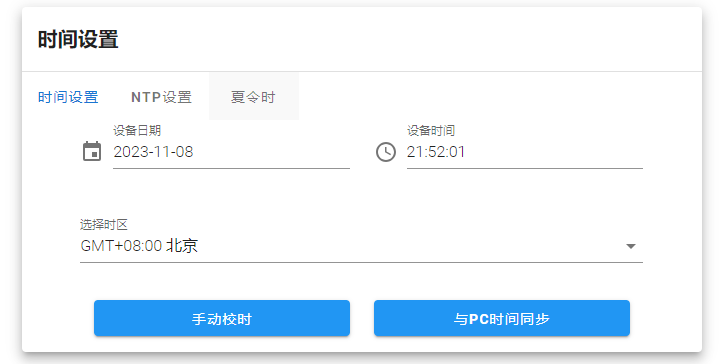 时间设置
时间设置 NTP设置 夏令时
设备日期 设备时间
2023-11-08 21:52:01
选择时区
GMT+08:00 北京
手动校时 与PC时间同步